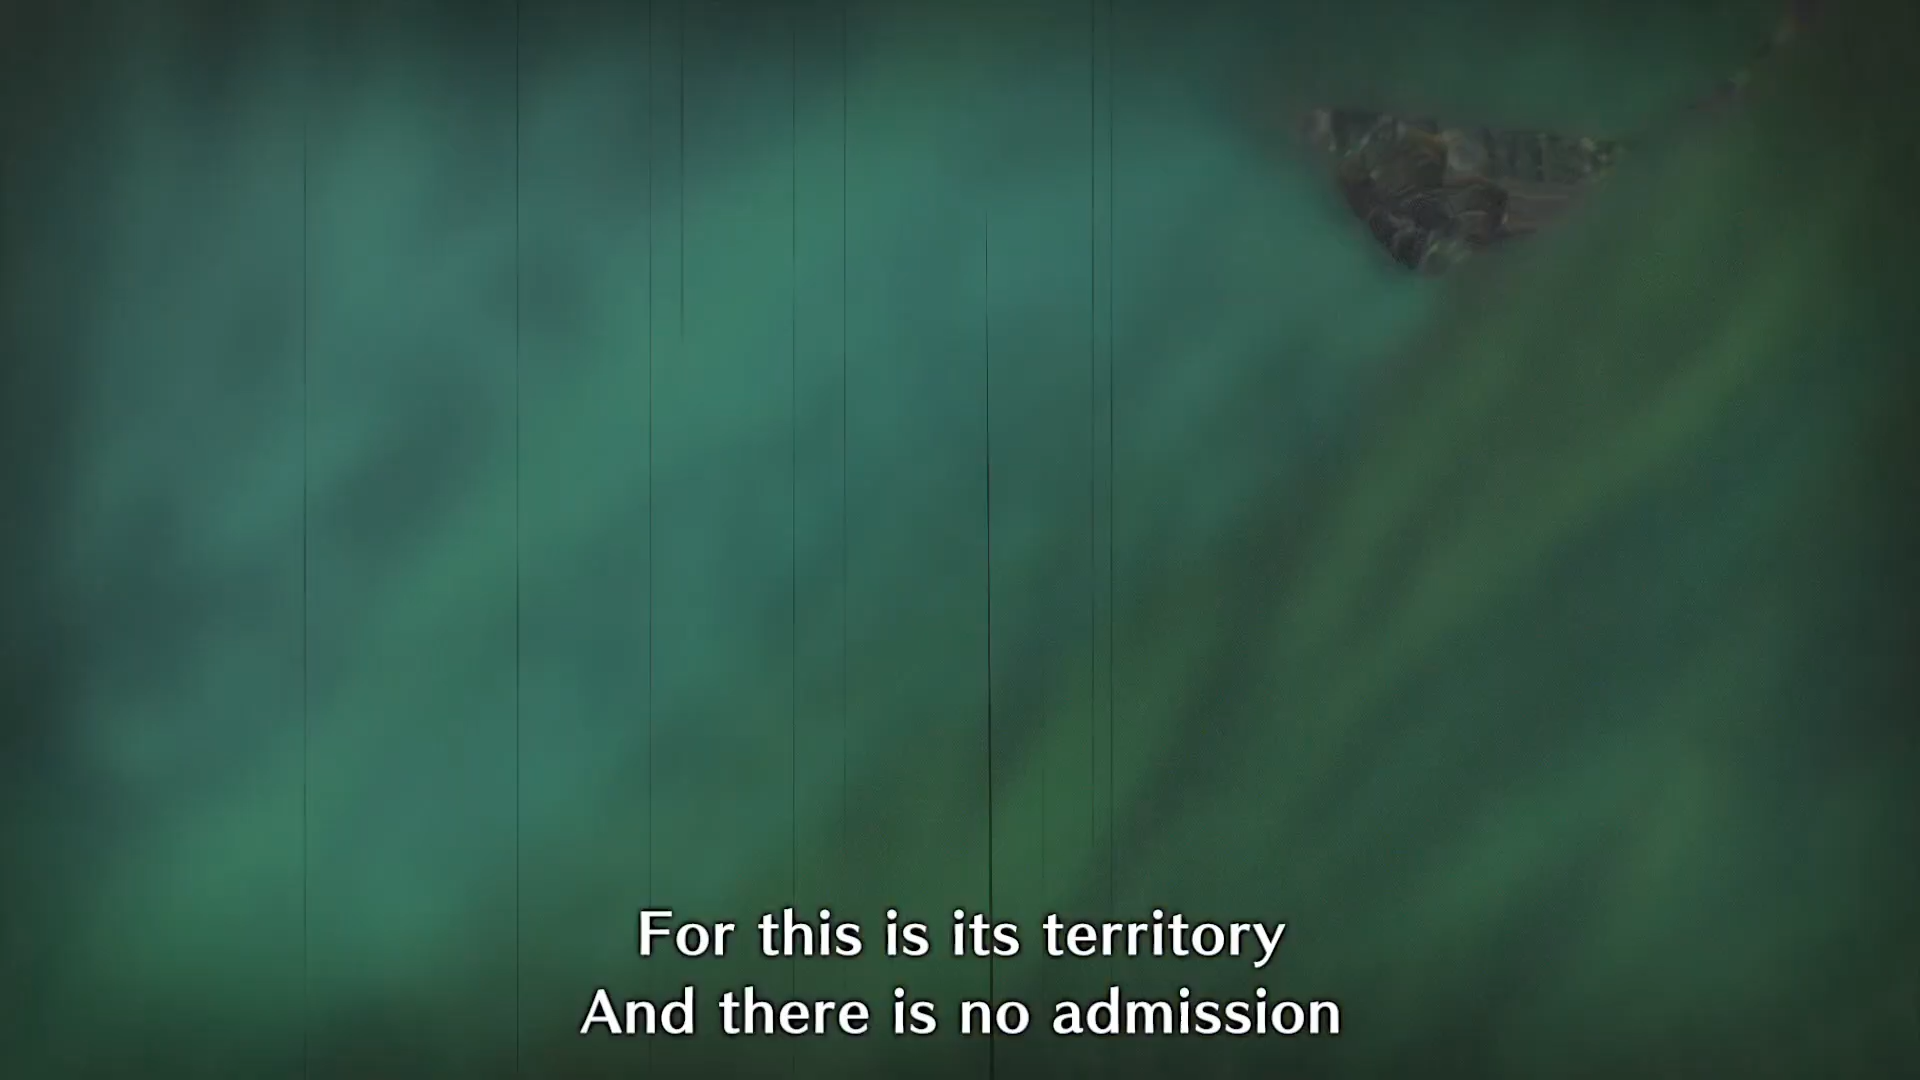 For this is its territory
And there is no admission